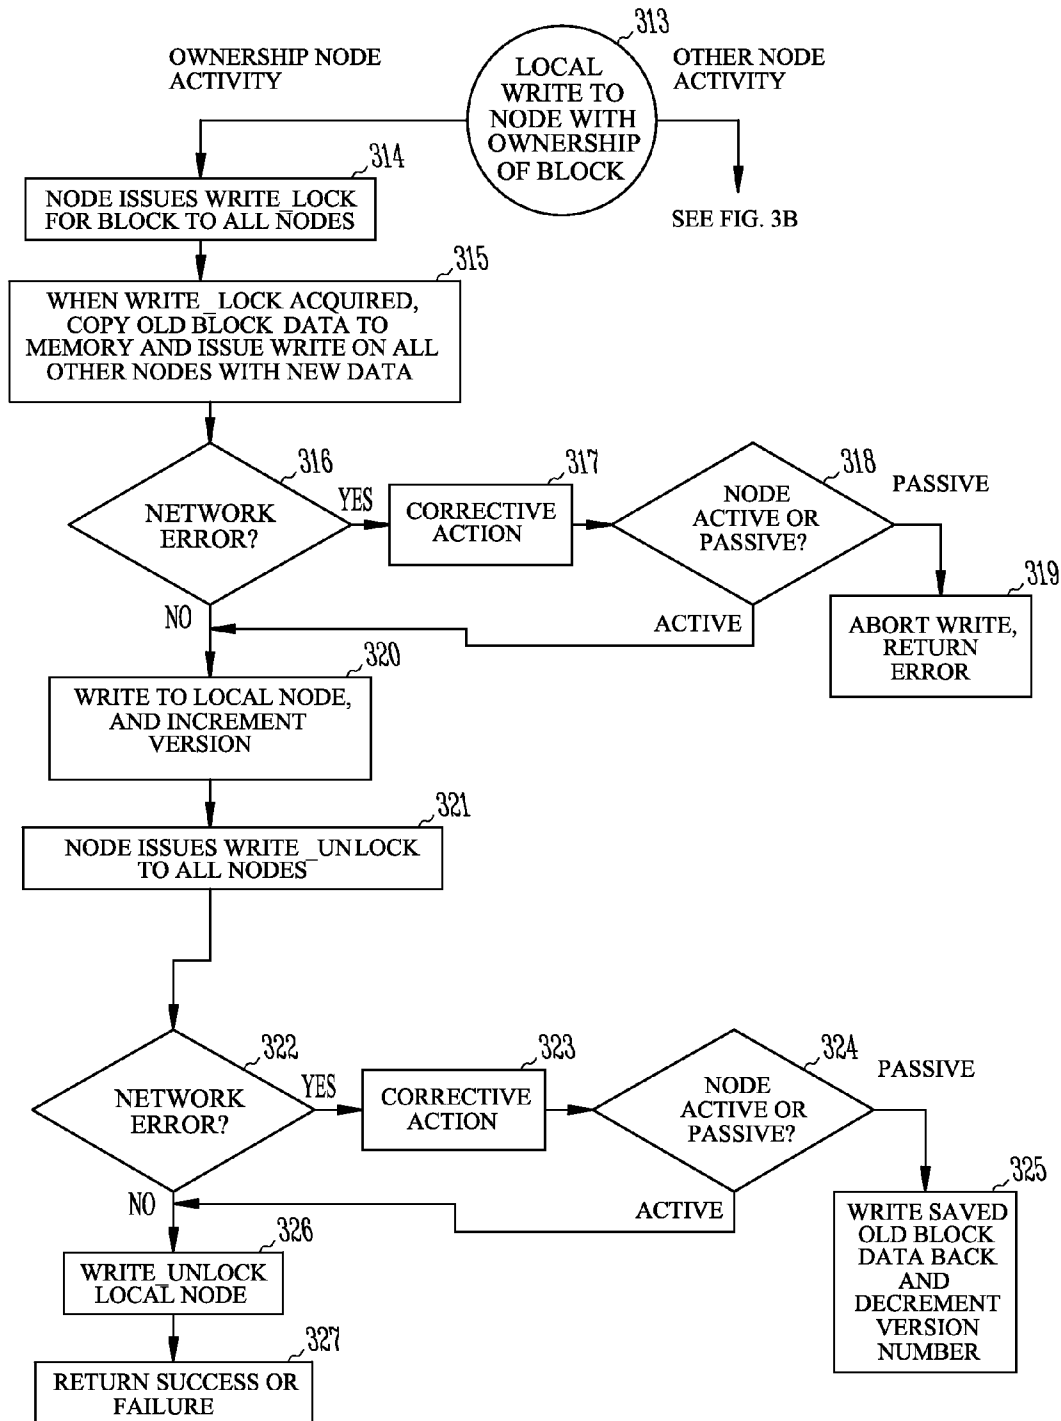 313
OWNERSHIP NODE
ACTIVITY
OTHER NODE
ACTIVITY
LOCAL
WRITE TO
NODE WITH
OWNERSHIP
OF BLOCK
SEE FIG. 3B
314
NODE ISSUES WRITE_LOCK
FOR BLOCK TO ALL NODES
315
WHEN WRITE_LOCK ACQUIRED,
COPY OLD BLOCK DATA TO
MEMORY AND ISSUE WRITE ON ALL
OTHER NODES WITH NEW DATA
316
NETWORK
ERROR?
YES
NO
317
CORRECTIVE
ACTION
318
NODE
ACTIVE OR
PASSIVE?
PASSIVE
ACTIVE
319
ABORT WRITE,
RETURN
ERROR
320
WRITE TO LOCAL NODE,
AND INCREMENT
VERSION
321
NODE ISSUES WRITE_UNLOCK
TO ALL NODES
322
NETWORK
ERROR?
YES
NO
323
CORRECTIVE
ACTION
324
NODE
ACTIVE OR
PASSIVE?
PASSIVE
ACTIVE
325
WRITE SAVED
OLD BLOCK
DATA BACK
AND
DECREMENT
VERSION
NUMBER
326
WRITE_UNLOCK
LOCAL NODE
327
RETURN SUCCESS OR
FAILURE